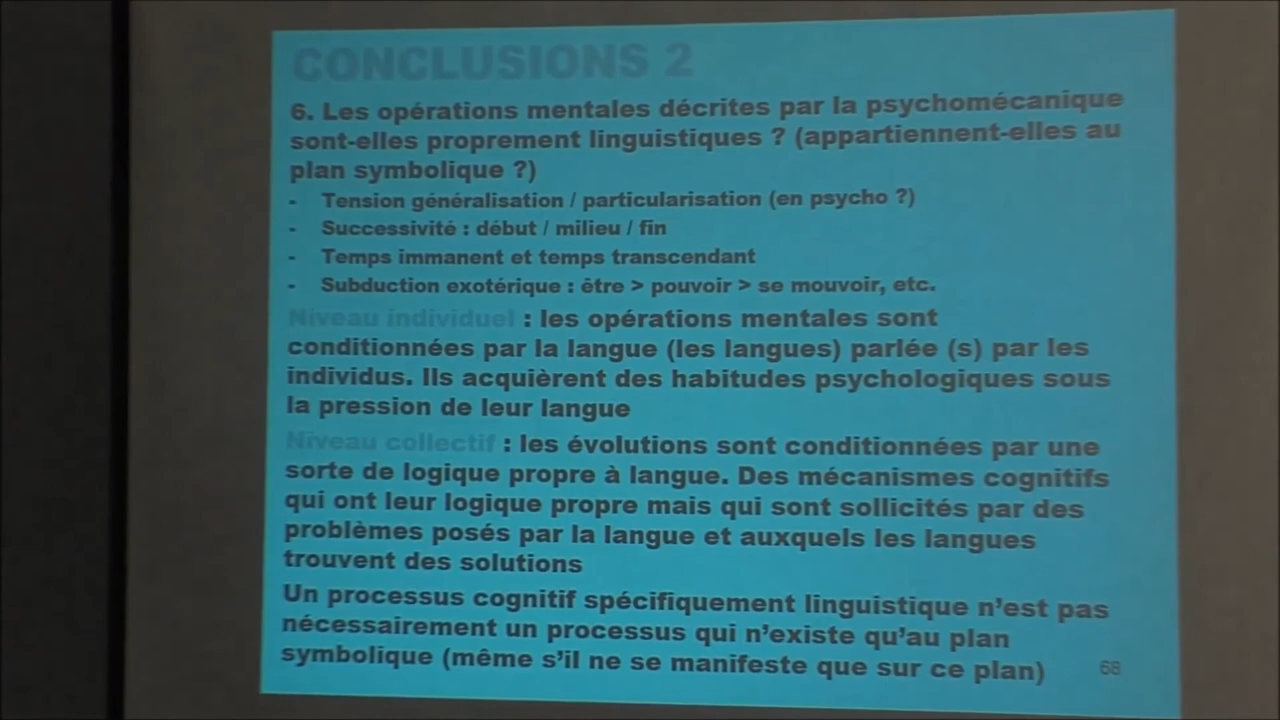 CONCLUSIONS 2
6. Les opérations mentales décrites par la psychomécanique
sont-elles proprement linguistiques ? (appartiennent-elles au
plan symbolique ?)
- Tension généralisation / particularisation (en psycho ?)
- Successivité : début / milieu / fin
- Temps immanent et temps transcendant
- Subduction exotérique : être > pouvoir > se mouvoir, etc.
Niveau individuel : les opérations mentales sont
conditionnées par la langue (les langues) parlée (s) par les
individus. Ils acquièrent des habitudes psychologiques sous
la pression de leur langue
Niveau collectif : les évolutions sont conditionnées par une
sorte de logique propre à langue. Des mécanismes cognitifs
qui ont leur logique propre mais qui sont sollicités par des
problèmes posés par la langue et auxquels les langues
trouvent des solutions
Un processus cognitif spécifiquement linguistique n'est pas
nécessairement un processus qui n'existe qu'au plan
symbolique (même s'il ne se manifeste que sur ce plan)
68